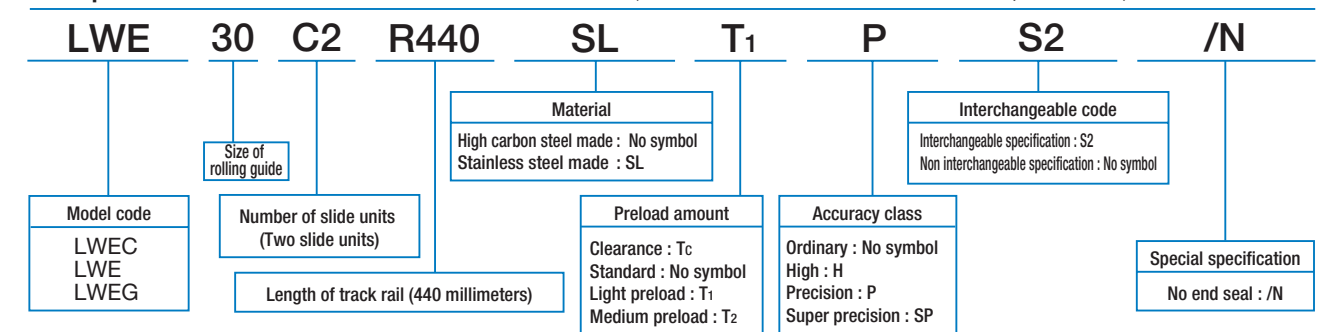 LWE 30 C2 R440 SL T1 P S2 /N
Material
High carbon steel made : No symbol
Stainless steel made : SL
Interchangeable code
Interchangeable specification : S2
Non interchangeable specification : No symbol
Size of
rolling guide
Model code
LWEC
LWE
LWEG
Number of slide units
(Two slide units)
Length of track rail (440 millimeters)
Preload amount
Clearance : Tc
Standard : No symbol
Light preload : T1
Medium preload : T2
Accuracy class
Ordinary : No symbol
High : H
Precision : P
Super precision : SP
Special specification
No end seal : /N